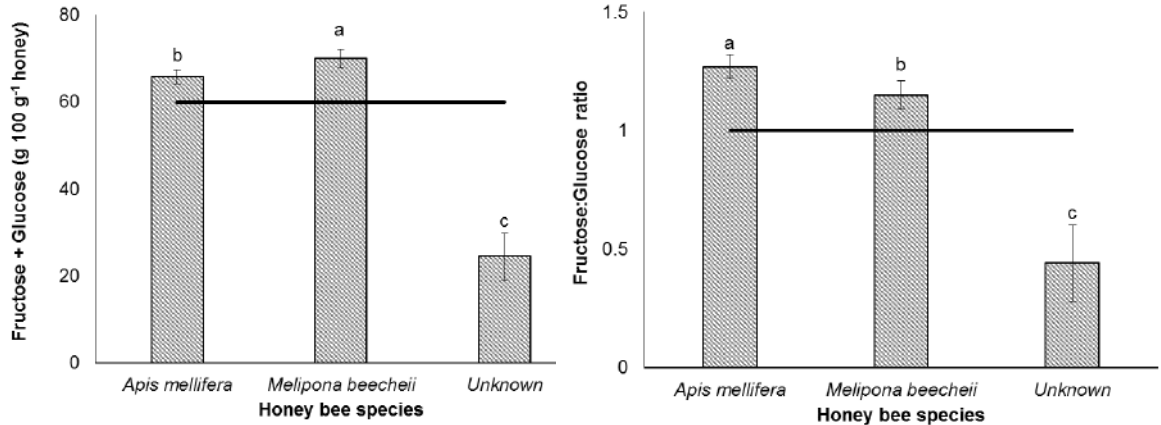 Fructose + Glucose (g 100 g-1 honey)
80
60
40
20
0
b
a
c
Apis mellifera
Melipona beecheii
Unknown
Honey bee species
Fructose:Glucose ratio
1.5
1
0.5
0
a
b
c
Apis mellifera
Melipona beecheii
Unknown
Honey bee species